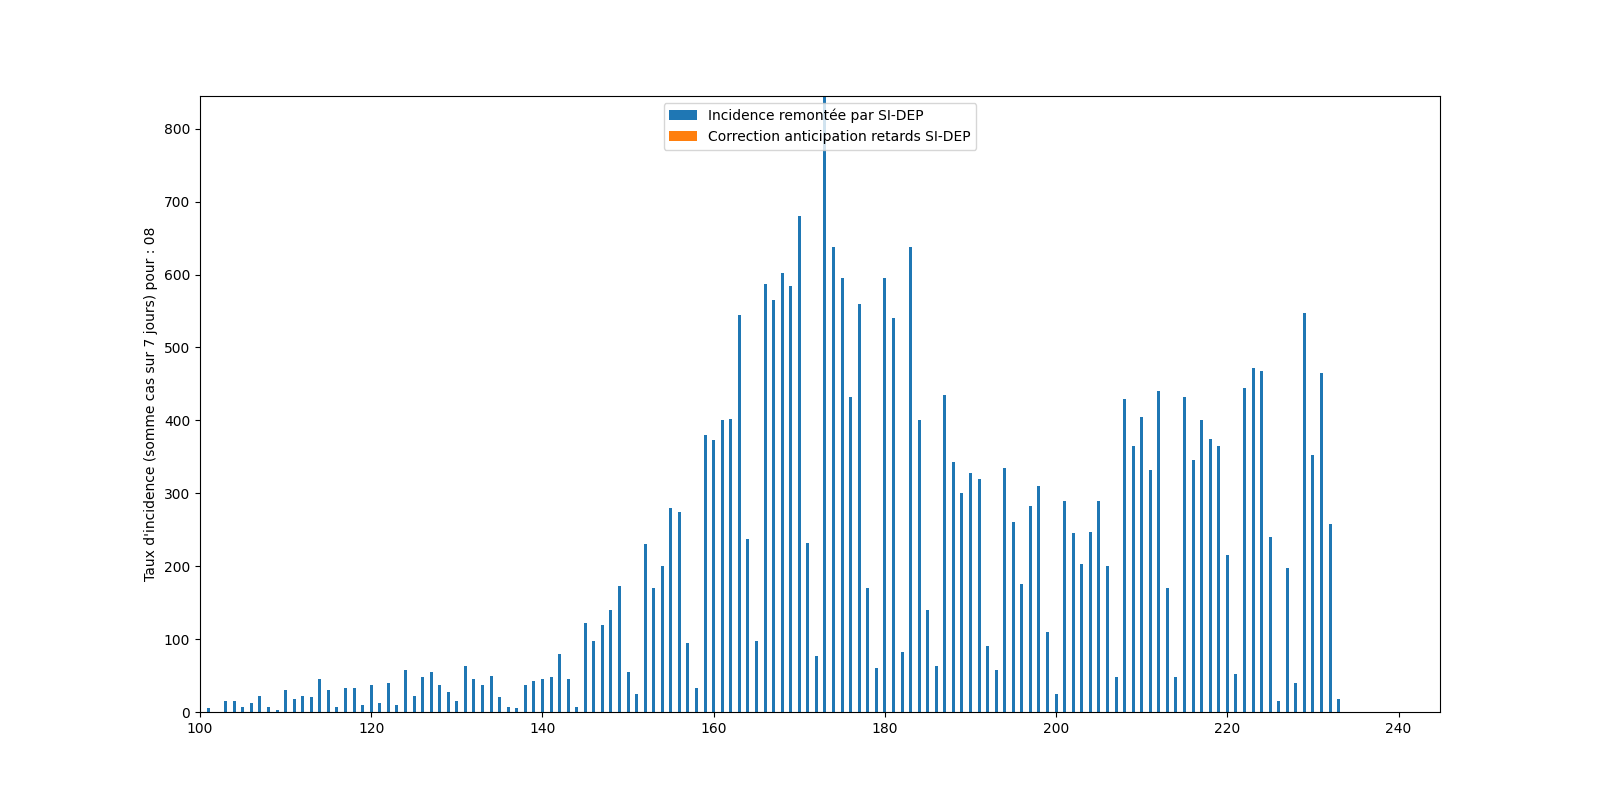 Incidence remontée par SI-DEP
Correction anticipation retards SI-DEP
Taux d'incidence (somme cas sur 7 jours) pour : 08
800
700
600
500
400
300
200
100
0
100 120 140 160 180 200 220 240